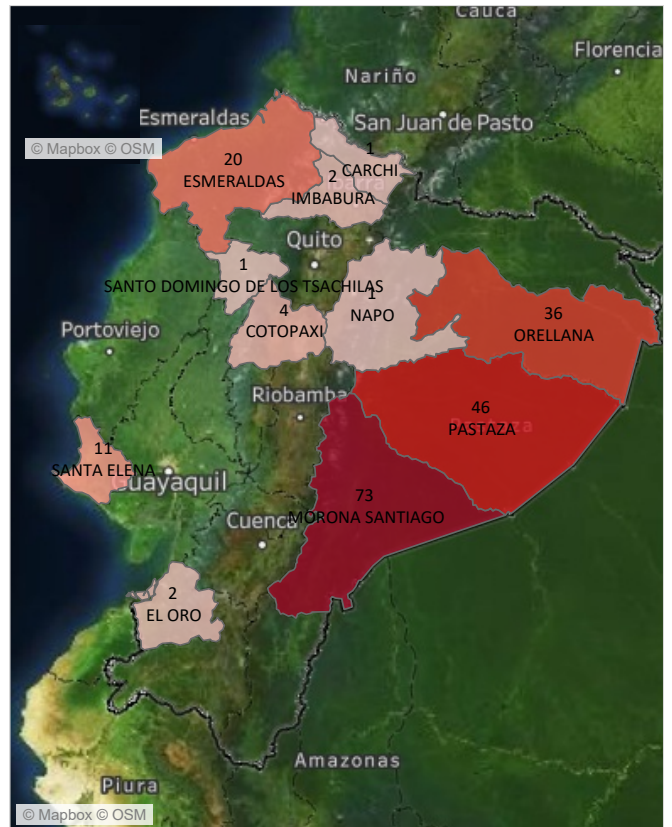 Cauca
Florencia
Nariño
Esmeraldas
San Juan de Pasto
© Mapbox © OSM
1
CARCHI
20
ESMERALDAS
2
IMBABURA
Quito
1
SANTO DOMINGO DE LOS TSACHILAS
1
NAPO
36
ORELLANA
4
COTOPAXI
Portoviejo
Riobamba
46
PASTAZA
11
SANTA ELENA
Guayaquil
73
MORONA SANTIAGO
Cuenca
2
EL ORO
Amazonas
Piura
© Mapbox © OSM